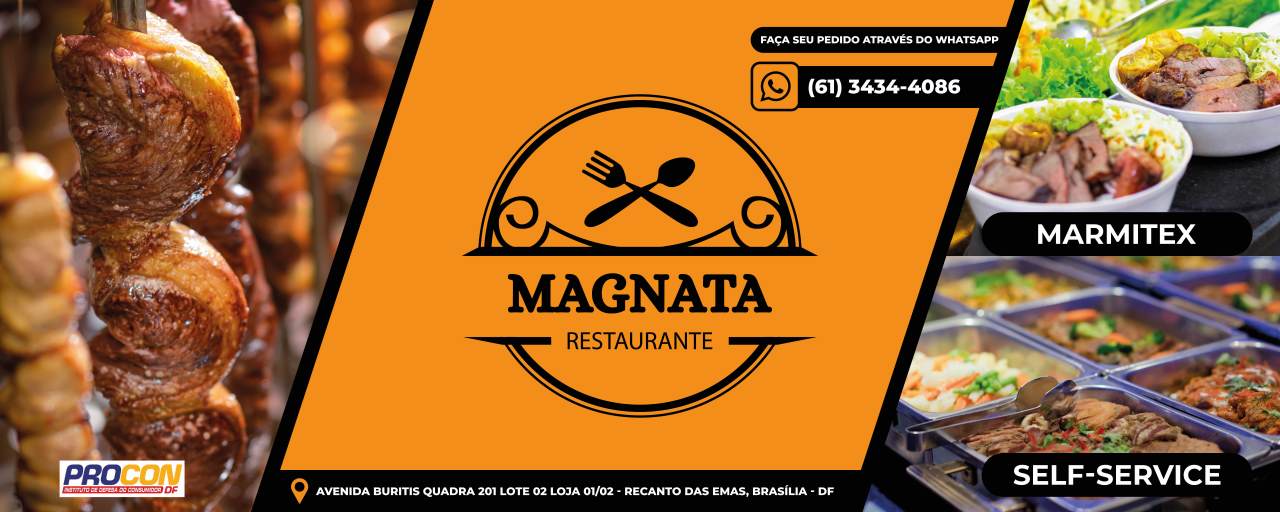 FAÇA SEU PEDIDO ATRAVÉS DO WHATSAPP
(61) 3434-4086
MAGNATA
RESTAURANTE
MARMITEX
SELF-SERVICE
PROCON
INSTITUTO DE DEFESA DO CONSUMIDOR DF
AVENIDA BURITIS QUADRA 201 LOTE 02 LOJA 01/02 - RECANTO DAS EMAS, BRASÍLIA - DF